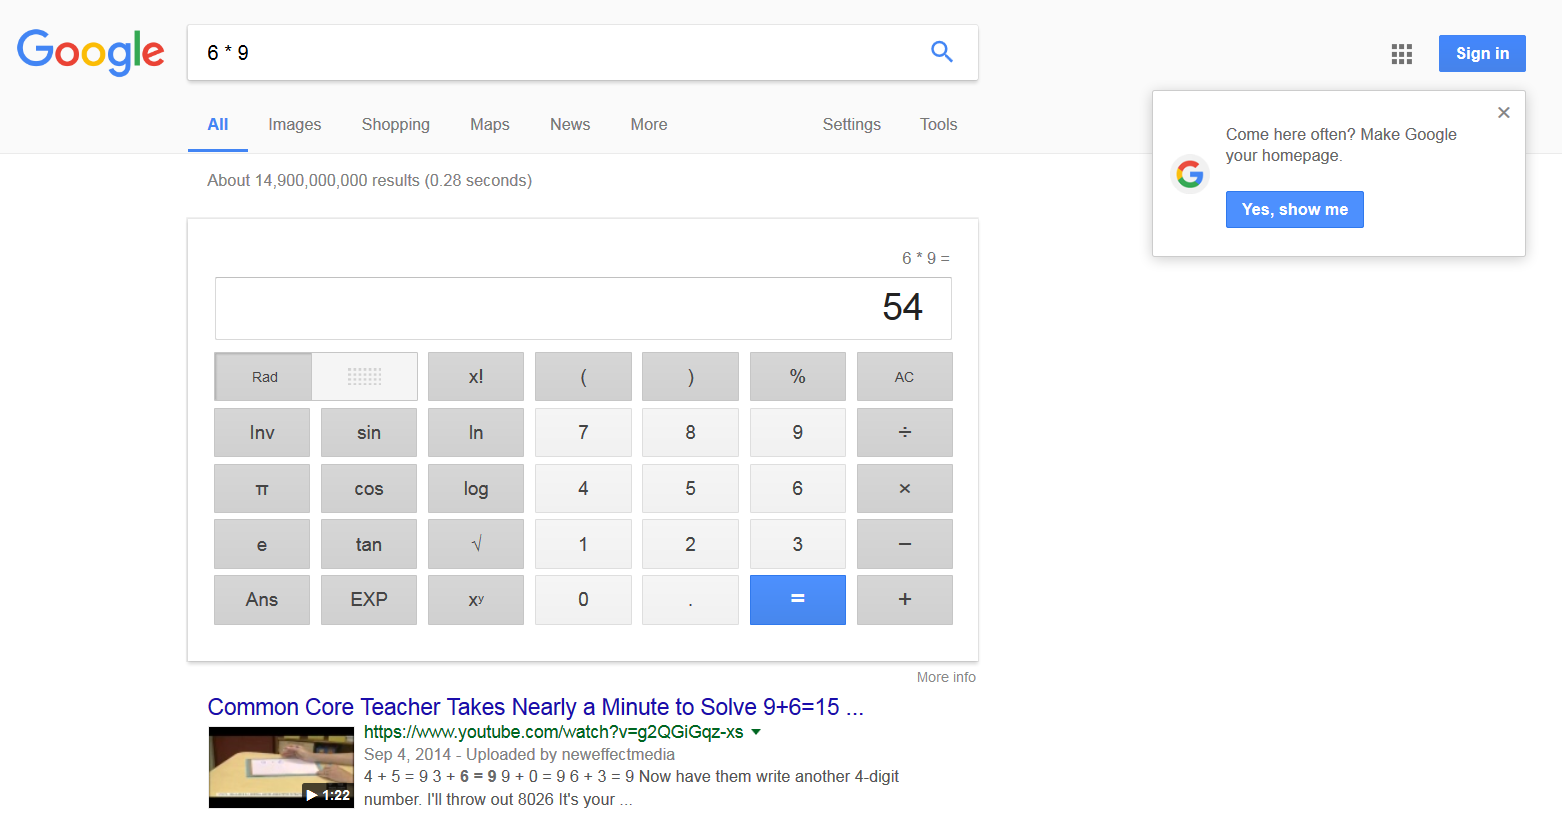 Google
6 * 9
Sign in
All Images Shopping Maps News More Settings Tools
Come here often? Make Google
your homepage.
Yes, show me
About 14,900,000,000 results (0.28 seconds)
6 * 9 =
54
Rad x! ( ) % AC
Inv sin ln 7 8 9 ÷
π cos log 4 5 6 ×
e tan √ 1 2 3 −
Ans EXP xʸ 0 . = +
More info
Common Core Teacher Takes Nearly a Minute to Solve 9+6=15 ...
https://www.youtube.com/watch?v=g2QGiGqz-xs
Sep 4, 2014 - Uploaded by neweffectmedia
4 + 5 = 9 3 + 6 = 9 9 + 0 = 9 6 + 3 = 9 Now have them write another 4-digit
number. I'll throw out 8026 It's your ...
1:22